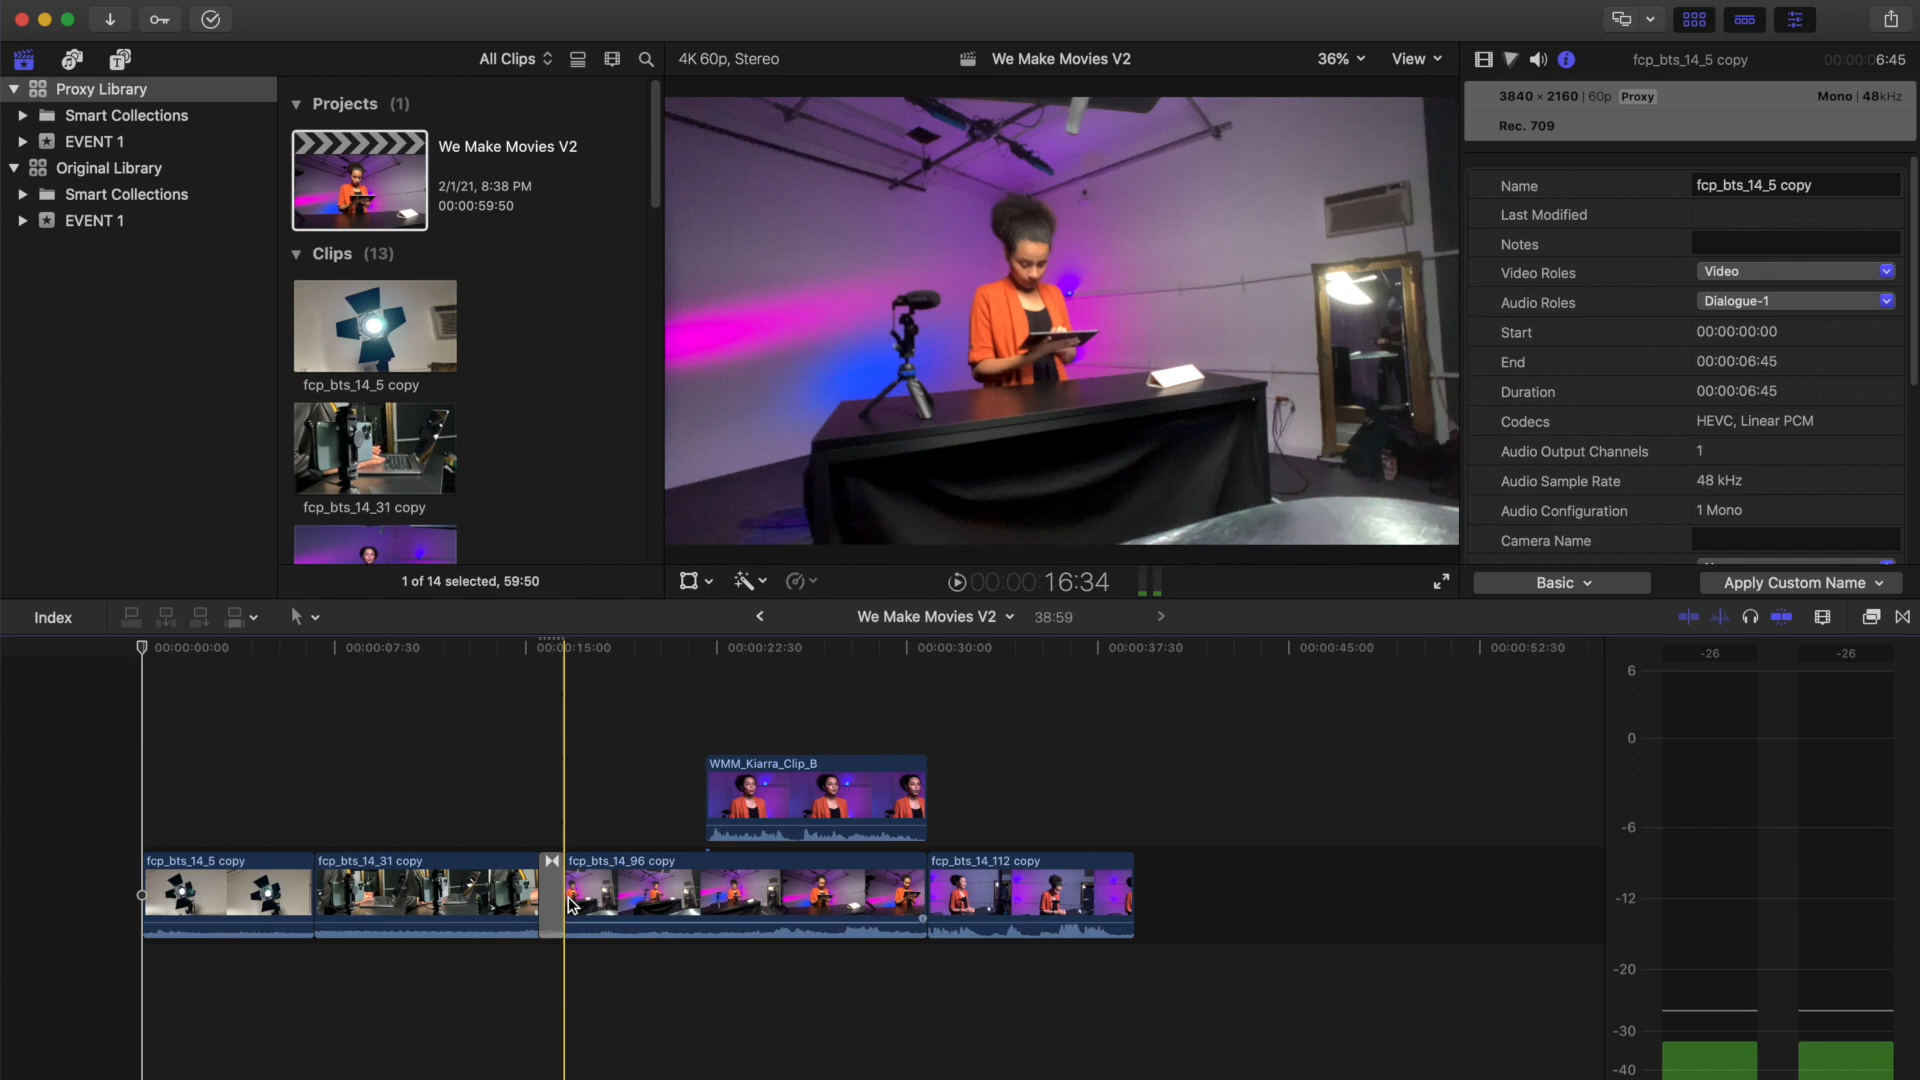 All Clips
4K 60p, Stereo
We Make Movies V2
36%
View
fcp_bts_14_5 copy
00:00:06:45
Proxy Library
Smart Collections
EVENT 1
Original Library
Smart Collections
EVENT 1
Projects (1)
We Make Movies V2
2/1/21, 8:38 PM
00:00:59:50
Clips (13)
fcp_bts_14_5 copy
fcp_bts_14_31 copy
1 of 14 selected, 59:50
00:00:16:34
3840 × 2160 | 60p Proxy
Mono | 48kHz
Rec. 709
Name fcp_bts_14_5 copy
Last Modified
Notes
Video Roles Video
Audio Roles Dialogue-1
Start 00:00:00:00
End 00:00:06:45
Duration 00:00:06:45
Codecs HEVC, Linear PCM
Audio Output Channels 1
Audio Sample Rate 48 kHz
Audio Configuration 1 Mono
Camera Name
Basic
Apply Custom Name
Index
We Make Movies V2
38:59
00:00:00:00
00:00:07:30
00:00:15:00
00:00:22:30
00:00:30:00
00:00:37:30
00:00:45:00
00:00:52:30
WMM_Kiarra_Clip_B
fcp_bts_14_5 copy
fcp_bts_14_31 copy
fcp_bts_14_96 copy
fcp_bts_14_112 copy
-26
-26
6
0
-6
-12
-20
-30
-40